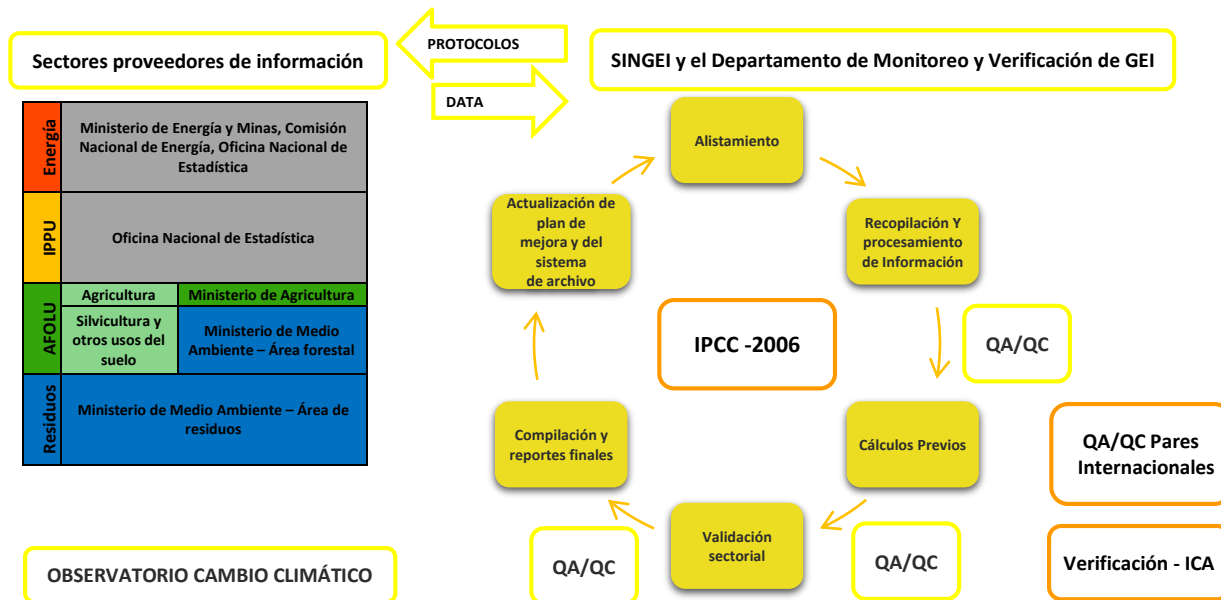 Sectores proveedores de información
PROTOCOLOS
DATA
SINGEI y el Departamento de Monitoreo y Verificación de GEI
Energía
Ministerio de Energía y Minas, Comisión
Nacional de Energía, Oficina Nacional de
Estadística
IPPU
Oficina Nacional de Estadística
AFOLU
Agricultura
Ministerio de Agricultura
Silvicultura y
otros usos del
suelo
Ministerio de Medio
Ambiente – Área forestal
Residuos
Ministerio de Medio Ambiente – Área de
residuos
OBSERVATORIO CAMBIO CLIMÁTICO
Alistamiento
Recopilación Y
procesamiento
de Información
QA/QC
Cálculos Previos
QA/QC
Validación
sectorial
QA/QC
Compilación y
reportes finales
Actualización de
plan de
mejora y del
sistema
de archivo
IPCC -2006
QA/QC Pares
Internacionales
Verificación - ICA